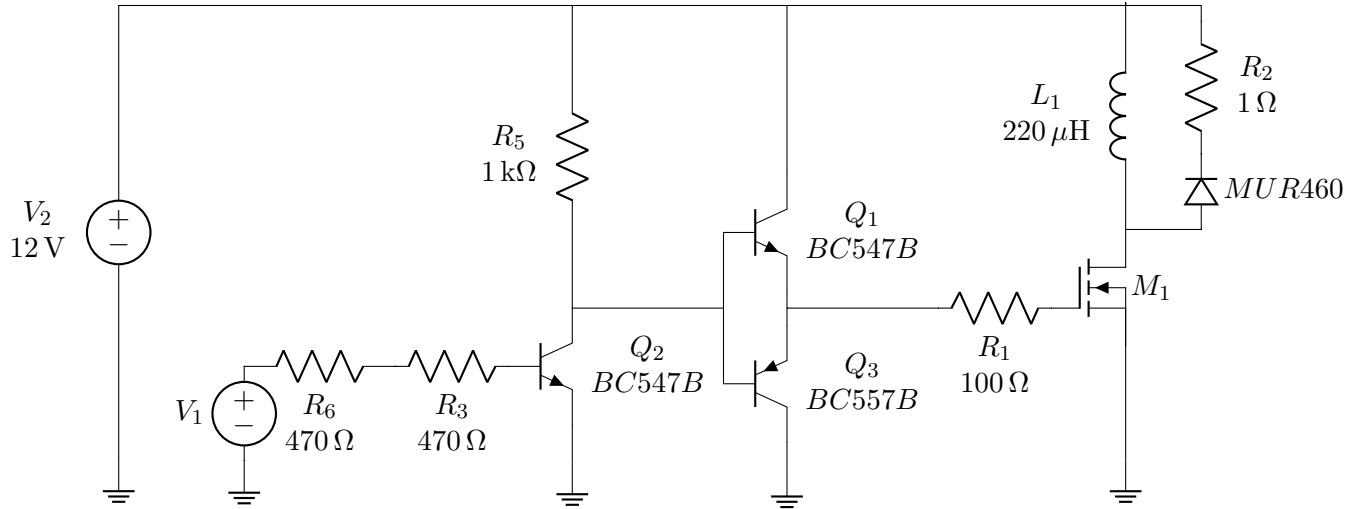 V₂
12 V
+
−
V₁
+
−
R₆
470 Ω
R₃
470 Ω
R₅
1 kΩ
Q₂
BC547B
Q₁
BC547B
Q₃
BC557B
R₁
100 Ω
L₁
220 μH
R₂
1 Ω
MUR460
M₁